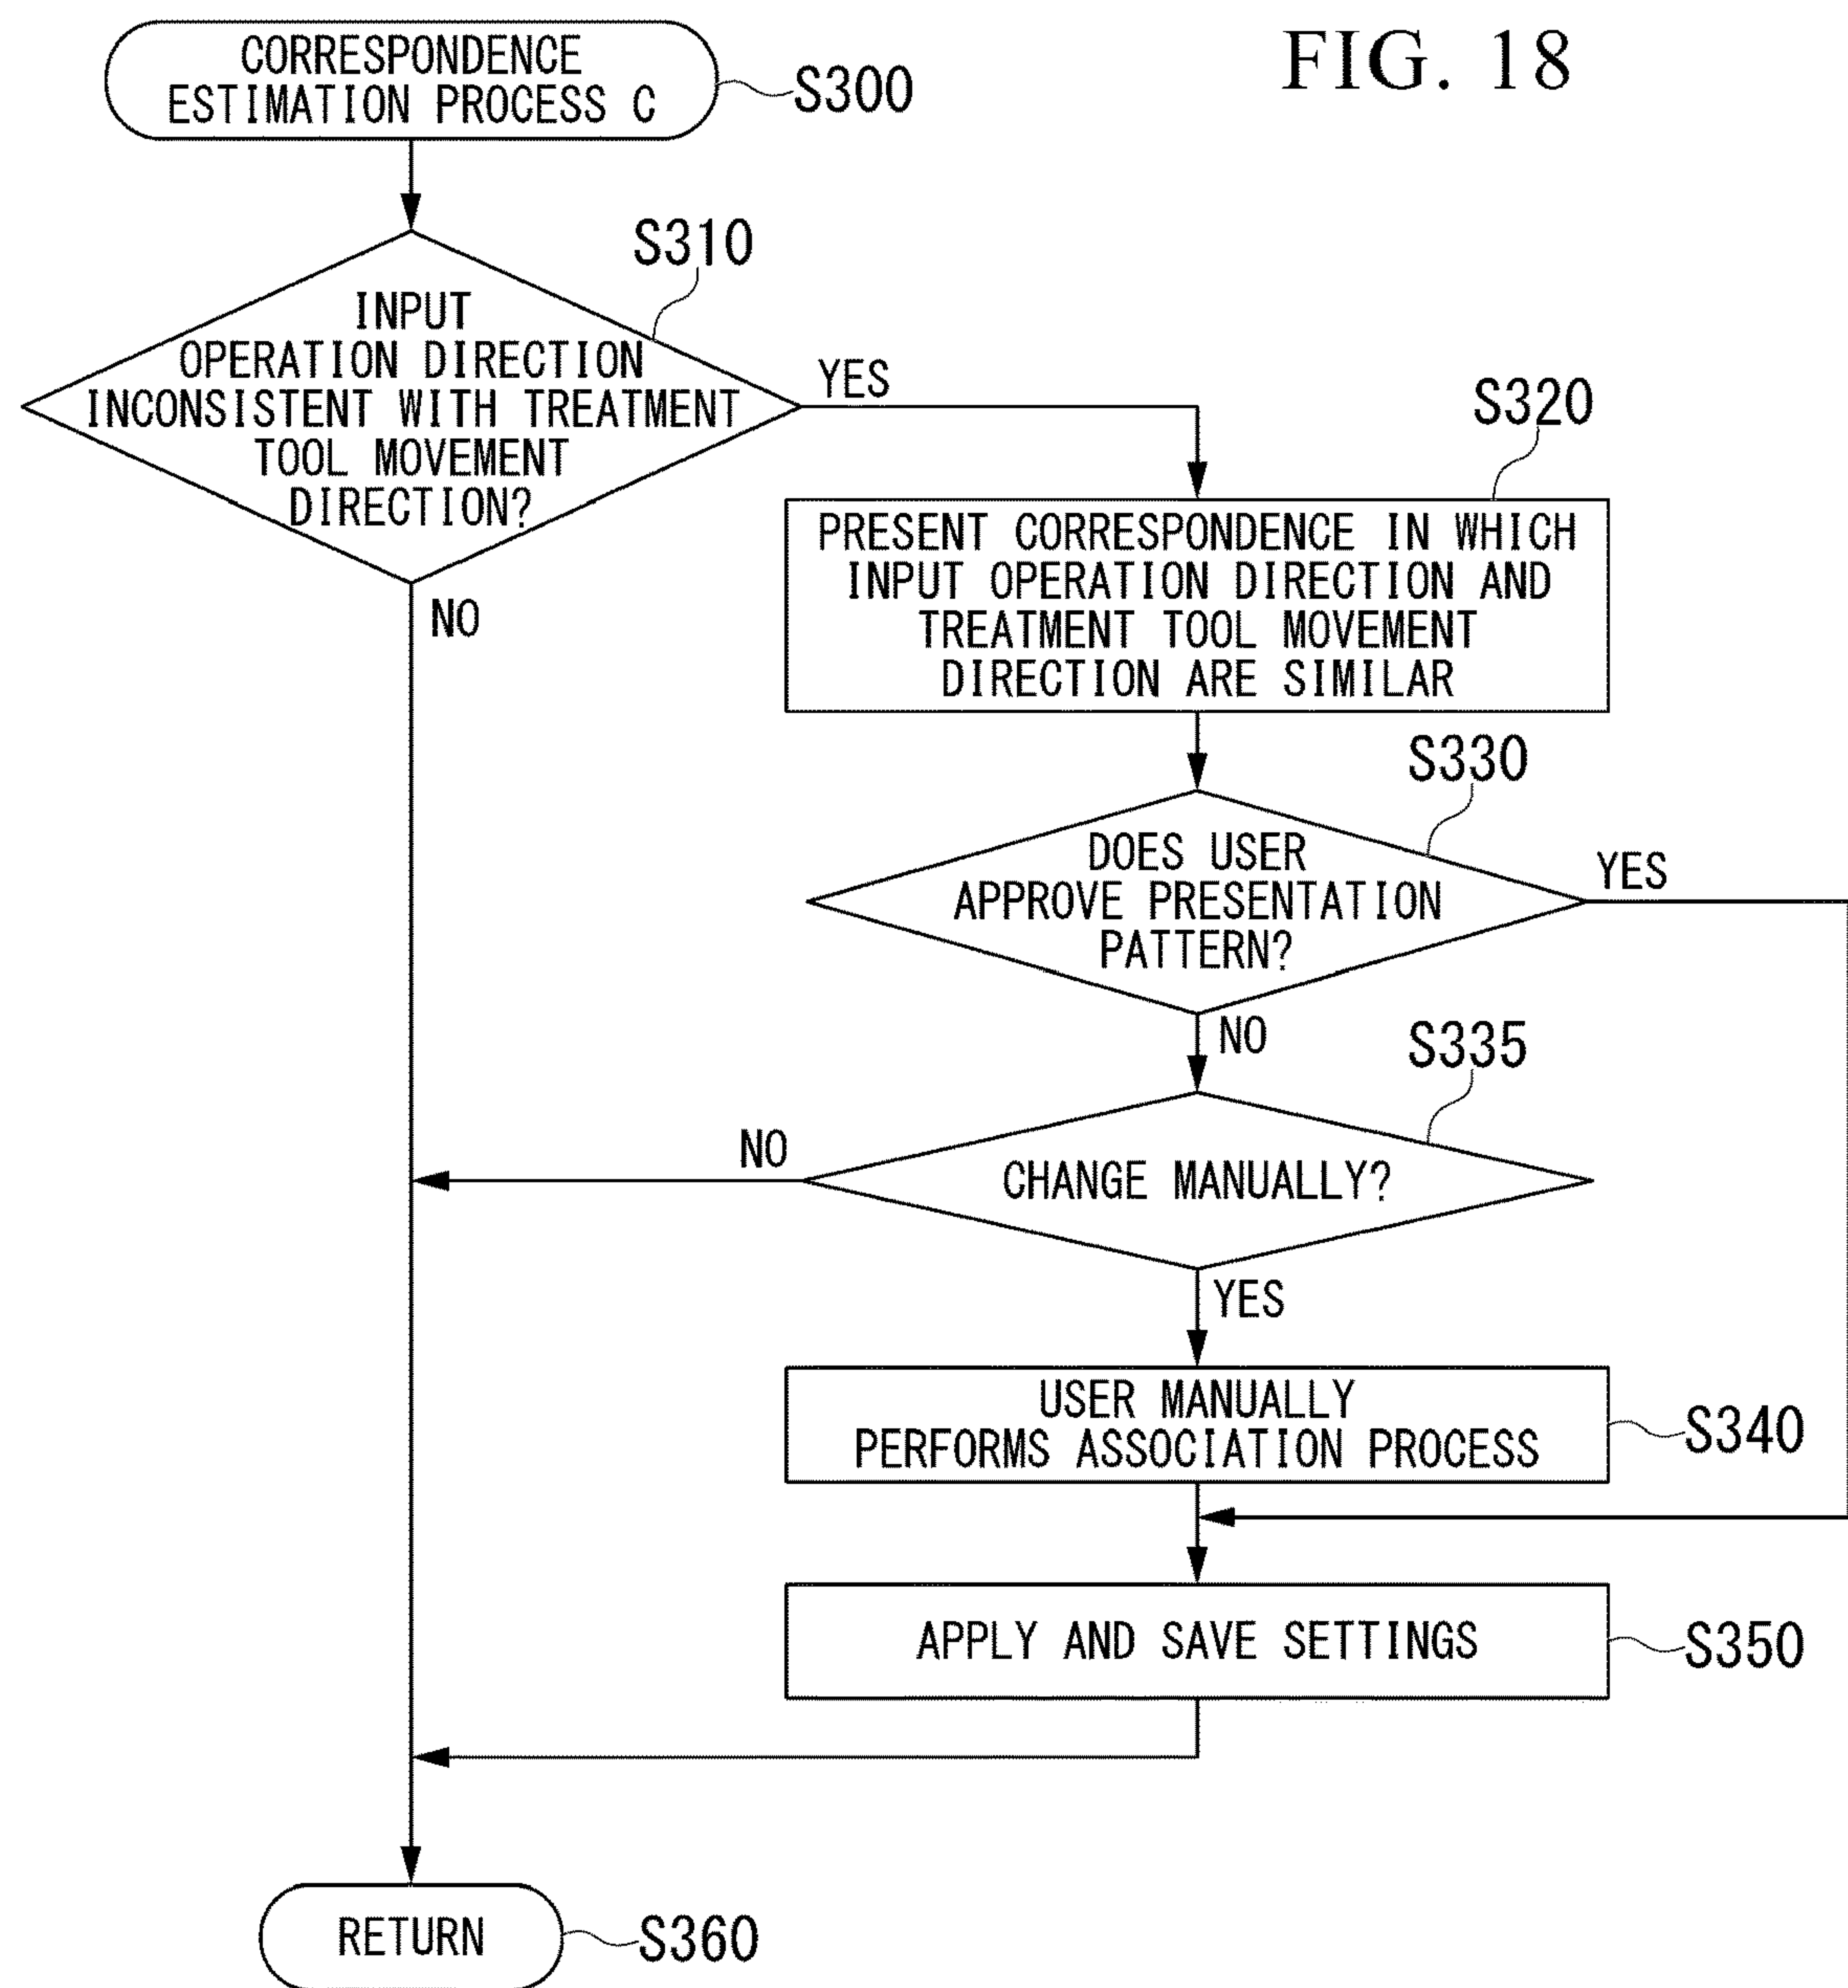 FIG. 18
CORRESPONDENCE
ESTIMATION PROCESS C
S300
S310
INPUT
OPERATION DIRECTION
INCONSISTENT WITH TREATMENT
TOOL MOVEMENT
DIRECTION?
YES
NO
S320
PRESENT CORRESPONDENCE IN WHICH
INPUT OPERATION DIRECTION AND
TREATMENT TOOL MOVEMENT
DIRECTION ARE SIMILAR
S330
DOES USER
APPROVE PRESENTATION
PATTERN?
YES
NO
S335
CHANGE MANUALLY?
NO
YES
USER MANUALLY
PERFORMS ASSOCIATION PROCESS
S340
APPLY AND SAVE SETTINGS
S350
RETURN
S360